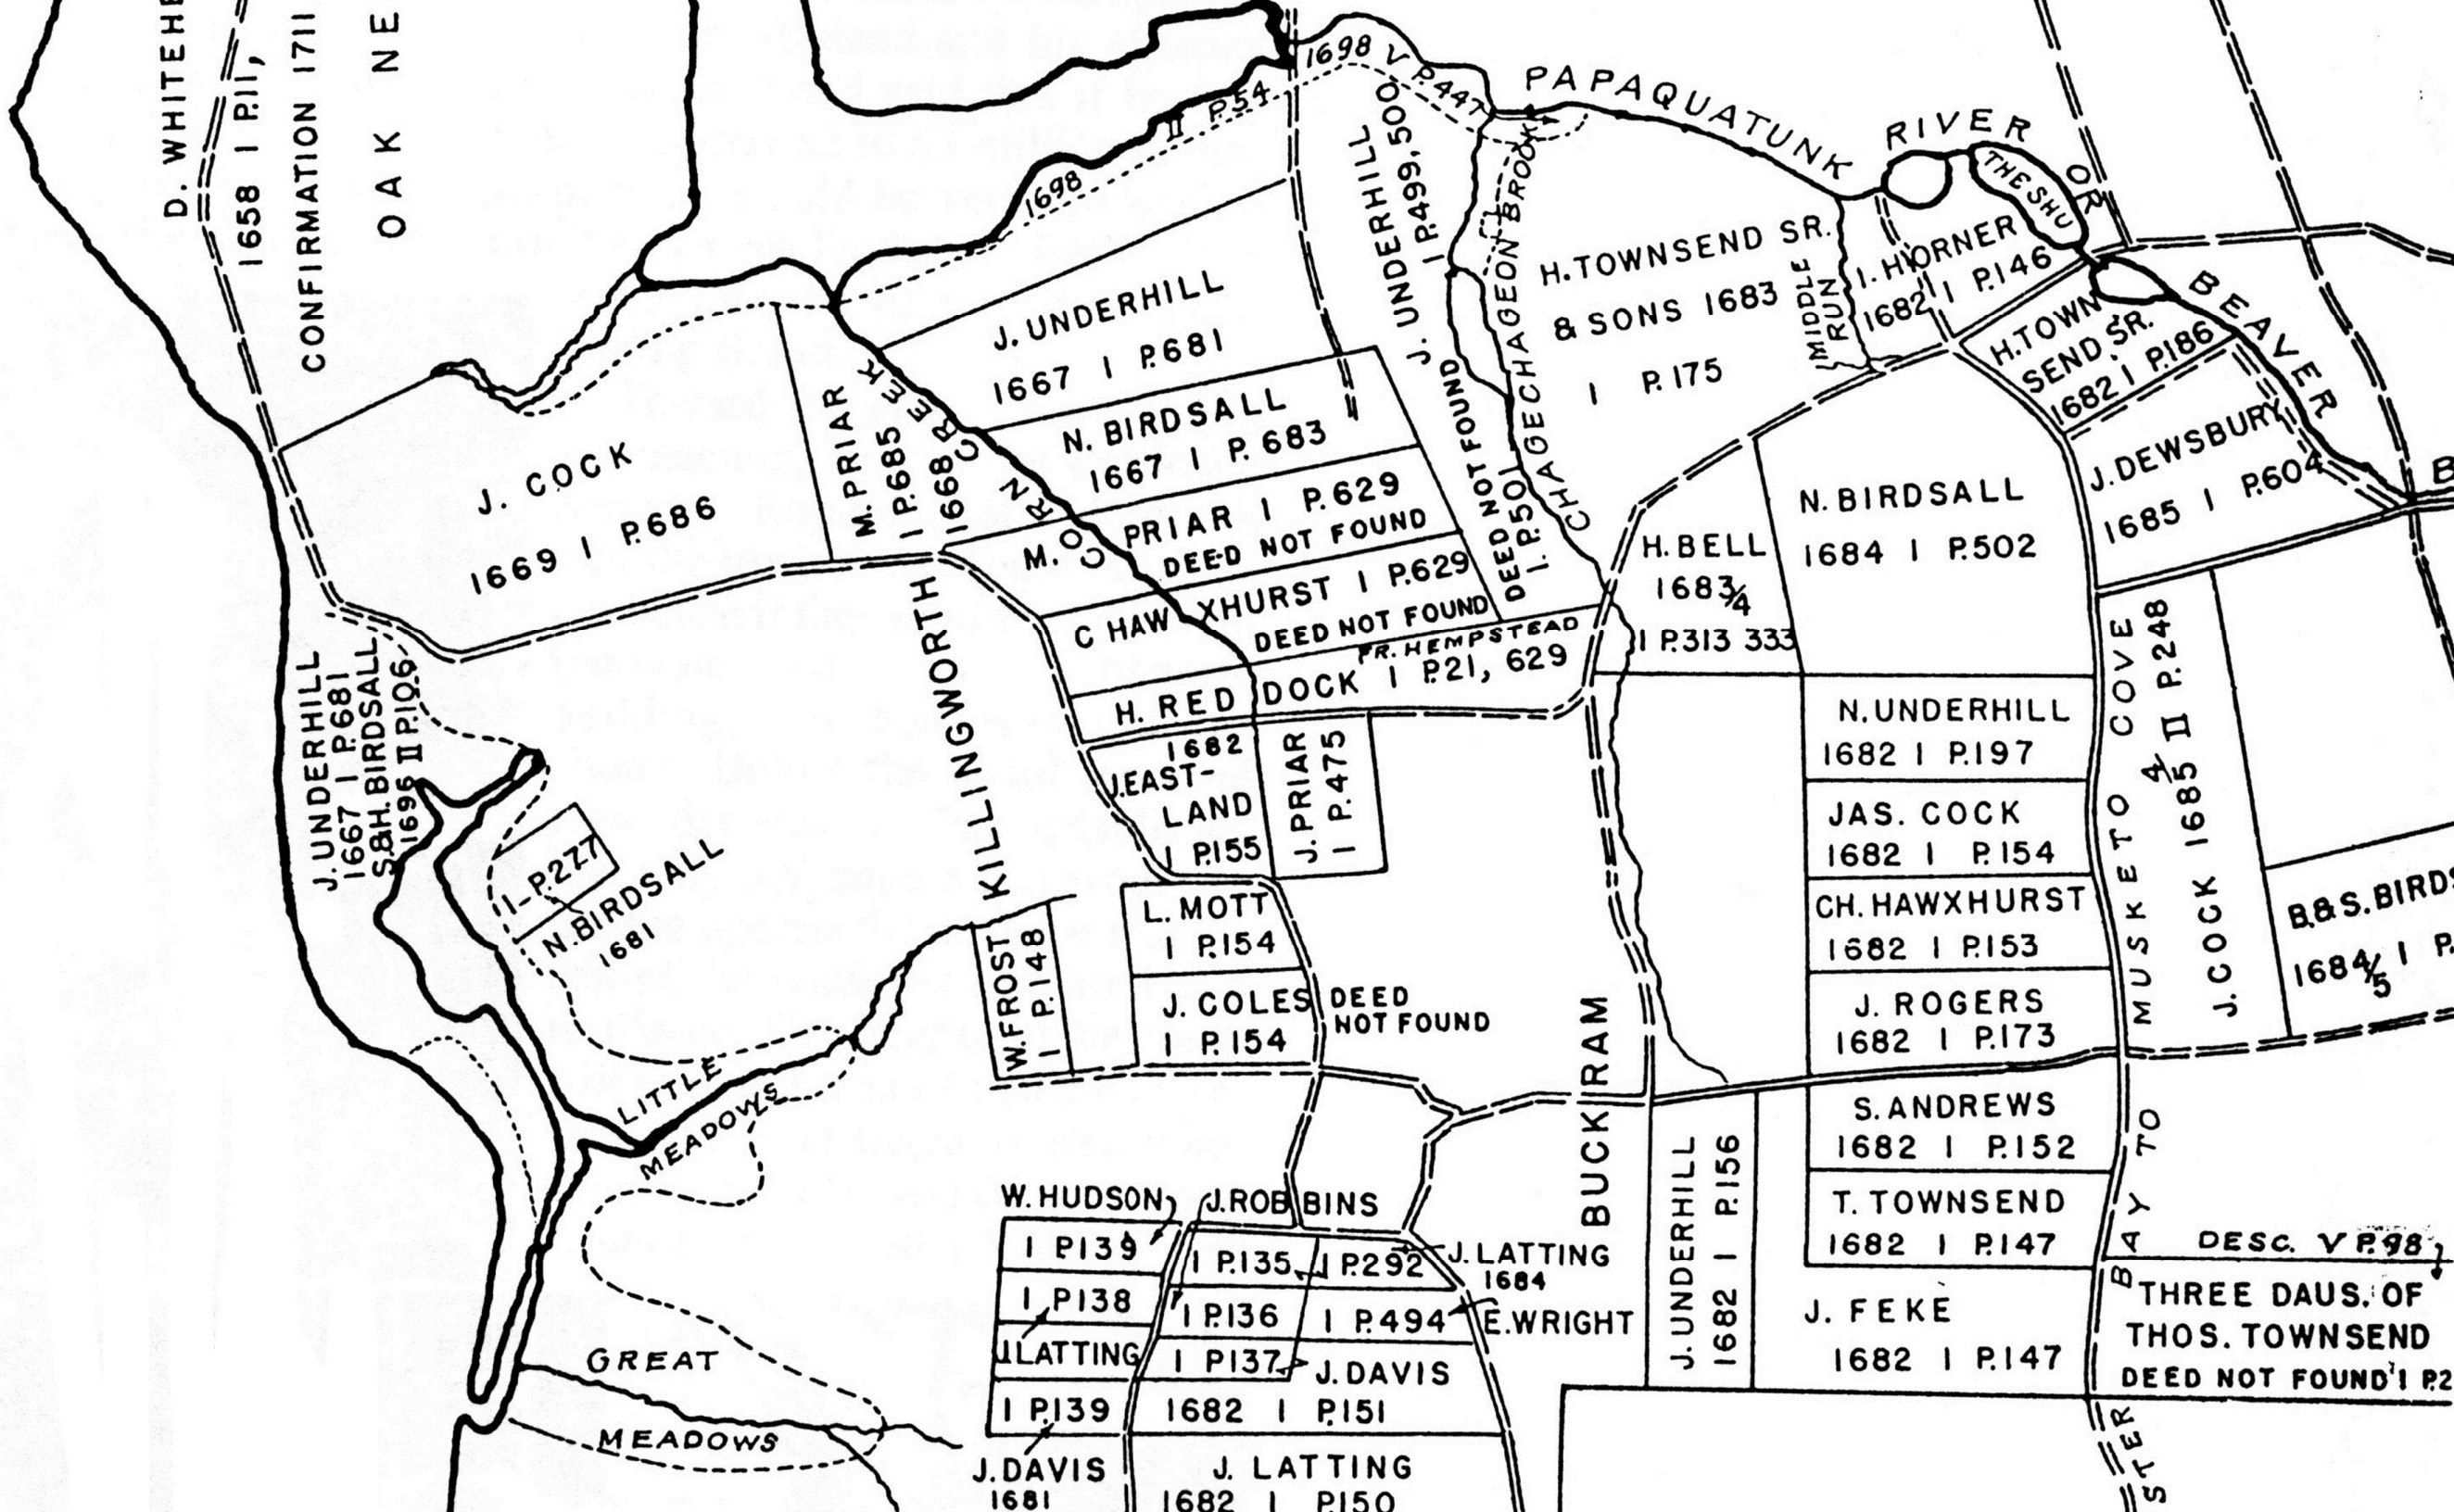 D. WHITEHE
1658 I P.II,
CONFIRMATION 1711
OAK NE
1698 II P.54
1698 V P.447
PAPAQUATUNK RIVER OR BEAVER
THE SHU
J. UNDERHILL
1667 I P.681
J. UNDERHILL
I P.499,500
DEED NOT FOUND
I. P.501
CHAGECHAGEON BROOK
H. TOWNSEND SR.
& SONS 1683
I P.175
MIDDLE
RUN
I. HORNER
1682 I P.146
H. TOWN
SEND SR.
1682 I P.186
J. DEWSBURY
1685 I P.604
B
J. COCK
1669 I P.686
M. PRIAR
I P.685
1668
CORN CREEK
N. BIRDSALL
1667 I P. 683
M. PRIAR I P.629
DEED NOT FOUND
C HAWXHURST I P.629
DEED NOT FOUND
FR. HEMPSTEAD
H. RED DOCK I P.21, 629
H. BELL
1683/4
I P.313 333
N. BIRDSALL
1684 I P.502
J. UNDERHILL
1667 I P.681
S.&H. BIRDSALL
1696 II P.106
KILLINGWORTH
1682
J. EAST-
LAND
I P.155
J. PRIAR
I P.475
N. UNDERHILL
1682 I P.197
JAS. COCK
1682 I P.154
CH. HAWXHURST
1682 I P.153
J. ROGERS
1682 I P.173
MUSKETO COVE
J. COCK 1685/4 II P.248
B.&S. BIRDS
1684/5 I P.
I P.277
N. BIRDSALL
1681
W. FROST
I P.148
L. MOTT
I P.154
J. COLES
I P.154
DEED
NOT FOUND
LITTLE
MEADOWS
BUCKRAM
S. ANDREWS
1682 I P.152
T. TOWNSEND
1682 I P.147
J. FEKE
1682 I P.147
J. UNDERHILL
1682 I P.156
BAY TO
DESC. V P.98
THREE DAUS. OF
THOS. TOWNSEND
DEED NOT FOUND I P.2
STER
W. HUDSON
J. ROBBINS
I P.139
I P.135
I P.292
J. LATTING
1684
I P.138
I P.136
I P.494
E. WRIGHT
J. LATTING
I P.137
J. DAVIS
I P.139
1682 I P.151
J. DAVIS
1681
J. LATTING
1682 I P.150
GREAT
MEADOWS